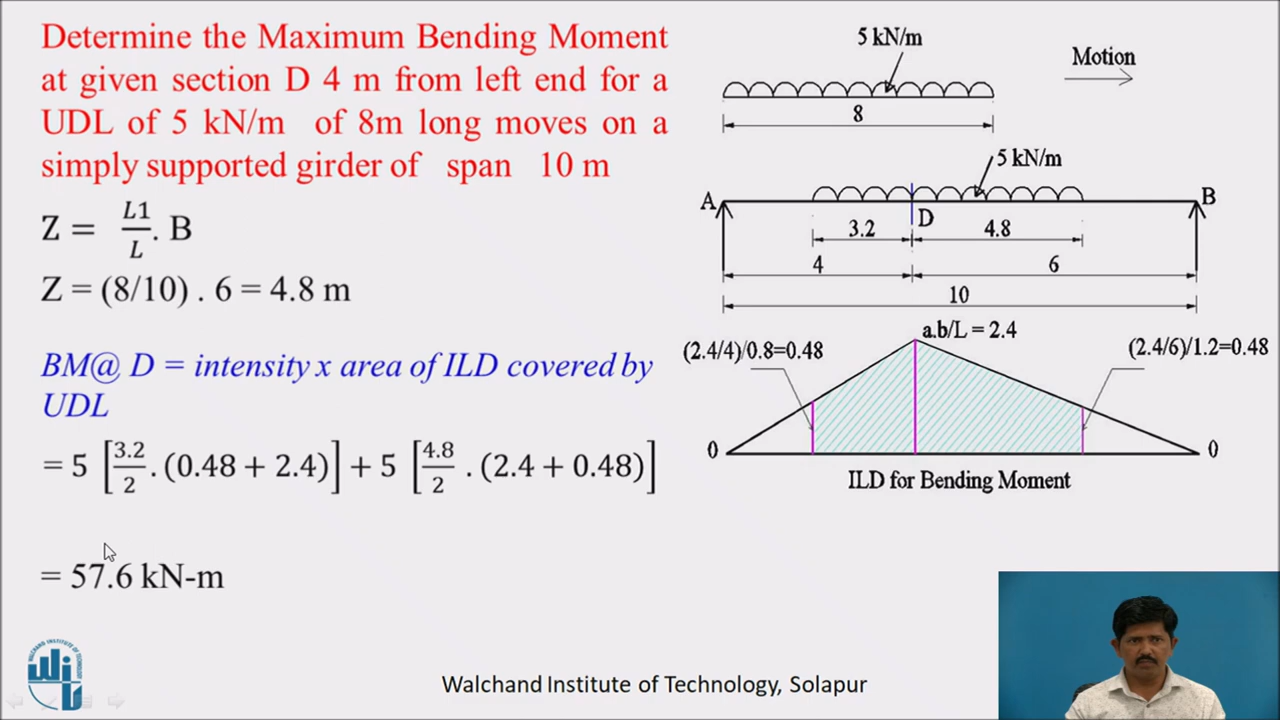 Determine the Maximum Bending Moment
at given section D 4 m from left end for a
UDL of 5 kN/m of 8m long moves on a
simply supported girder of span 10 m
Z = L1/L . B
Z = (8/10) . 6 = 4.8 m
BM@ D = intensity x area of ILD covered by
UDL
= 5 [3.2/2 . (0.48 + 2.4)] + 5 [4.8/2 . (2.4 + 0.48)]
= 57.6 kN-m
5 kN/m
Motion
8
5 kN/m
A
B
D
3.2
4.8
4
6
10
a.b/L = 2.4
(2.4/4)/0.8=0.48
(2.4/6)/1.2=0.48
0
0
ILD for Bending Moment
WALCHAND INSTITUTE OF TECHNOLOGY
WIT
Walchand Institute of Technology, Solapur